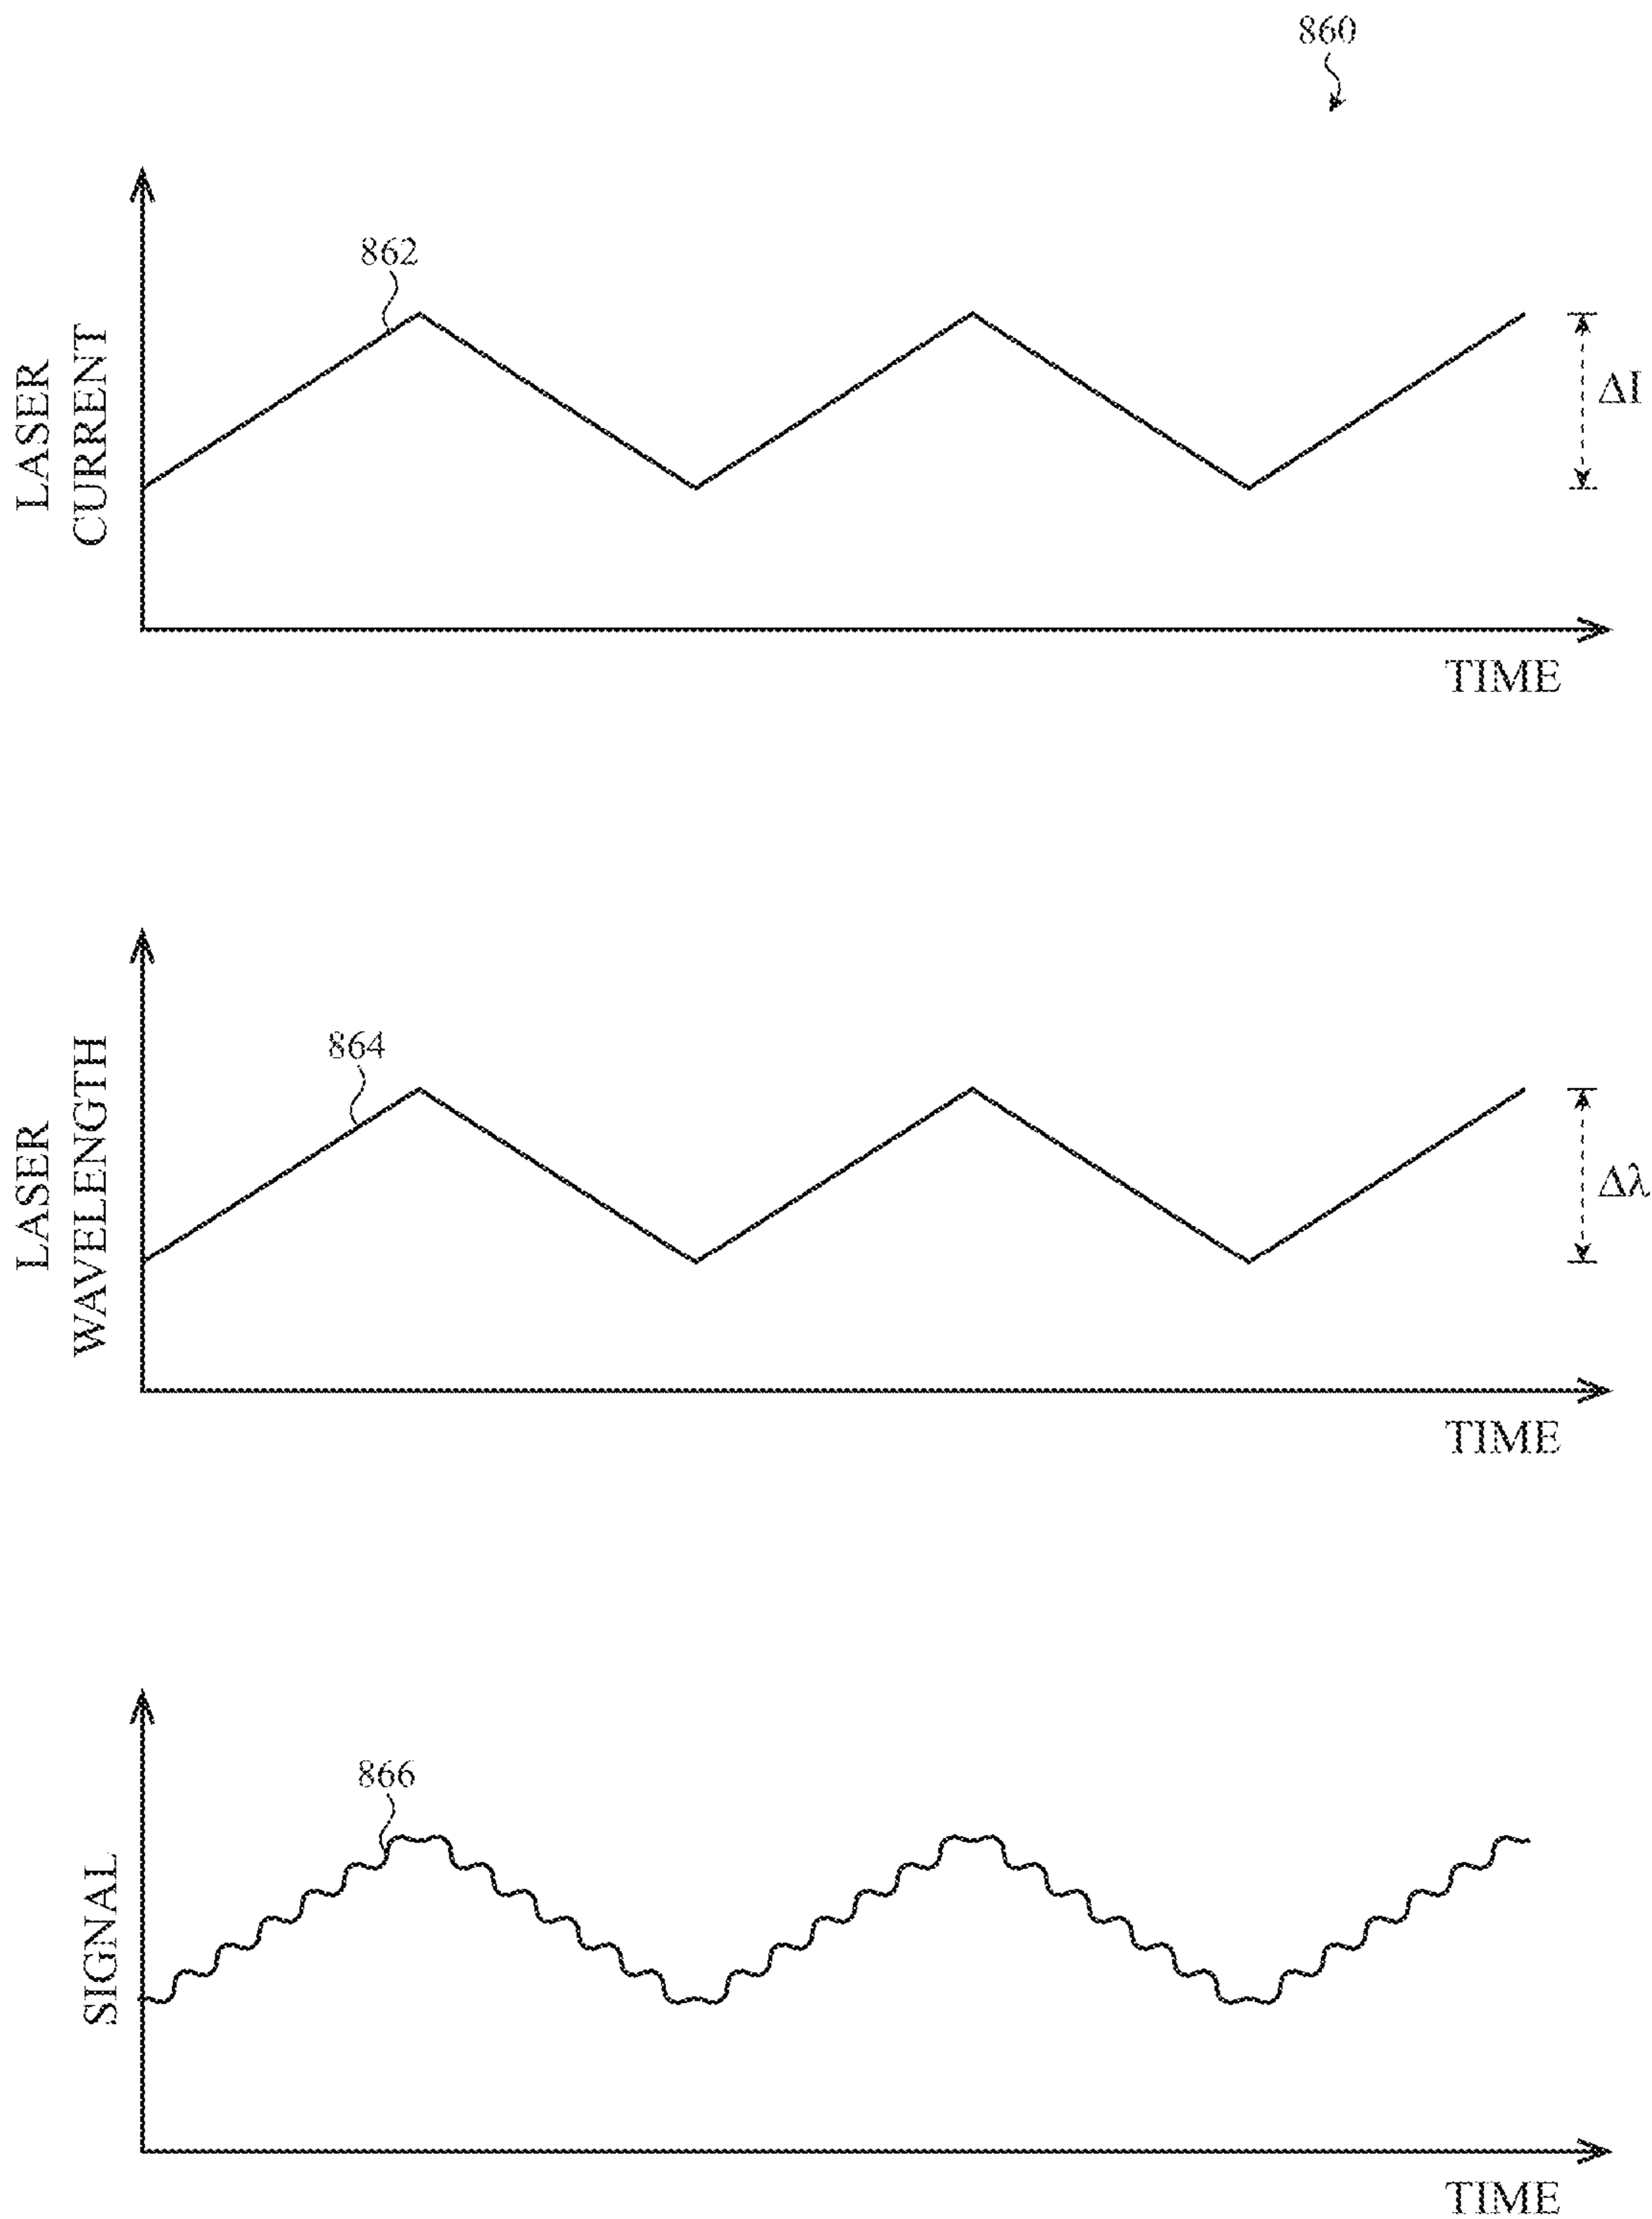 860
862
LASER
CURRENT
ΔI
TIME
864
LASER
WAVELENGTH
Δλ
TIME
866
SIGNAL
TIME